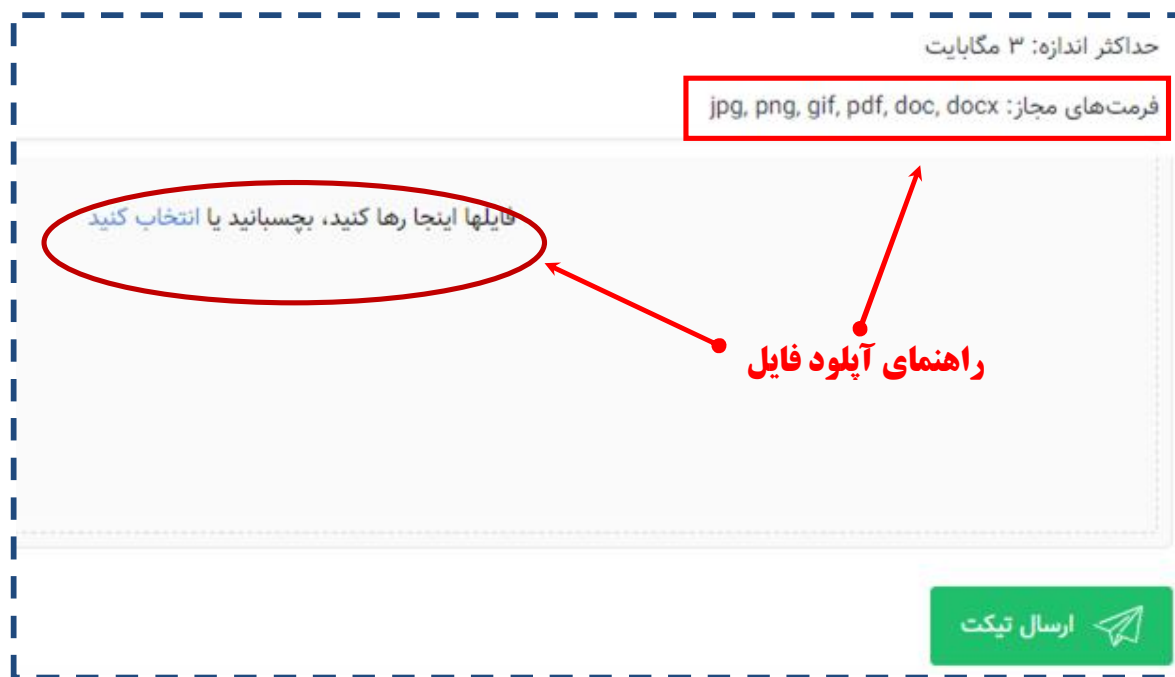 حداکثر اندازه: ۳ مگابایت
فرمت‌های مجاز: jpg, png, gif, pdf, doc, docx
فایلها اینجا رها کنید، بچسبانید یا انتخاب کنید
راهنمای آپلود فایل
ارسال تیکت